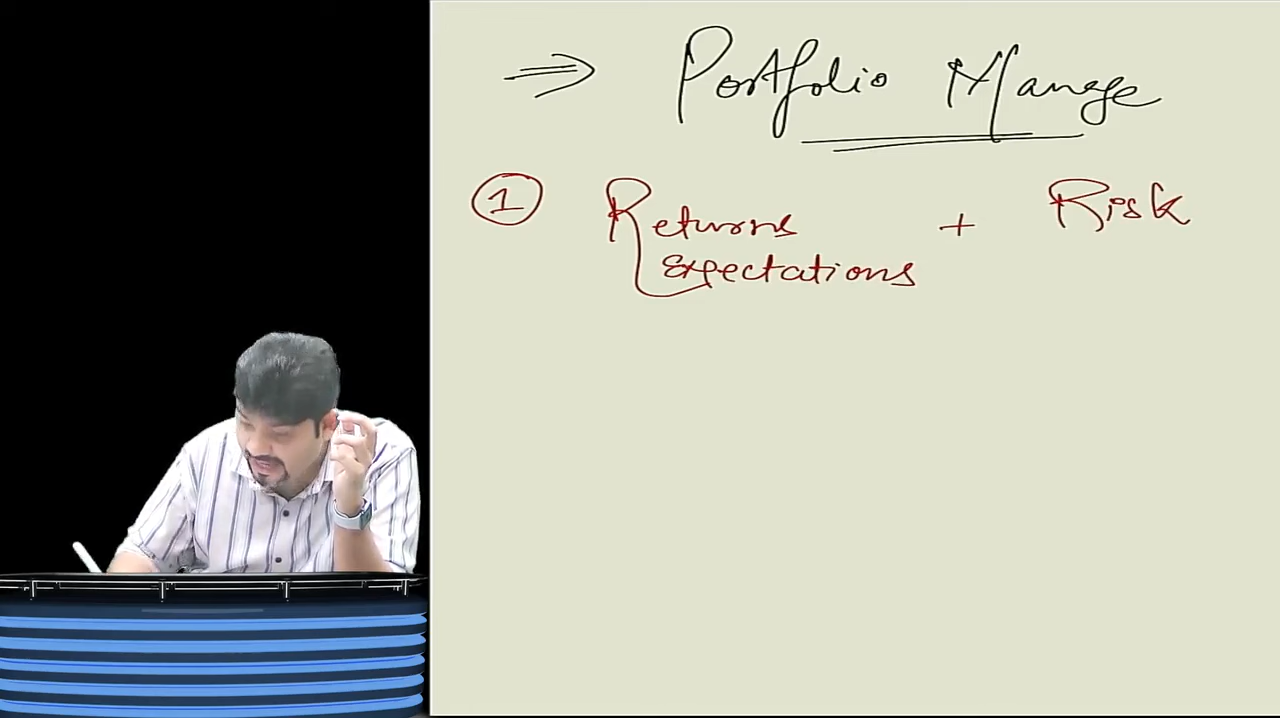 ⇒ Portfolio Manage
① Returns + Risk
Expectations